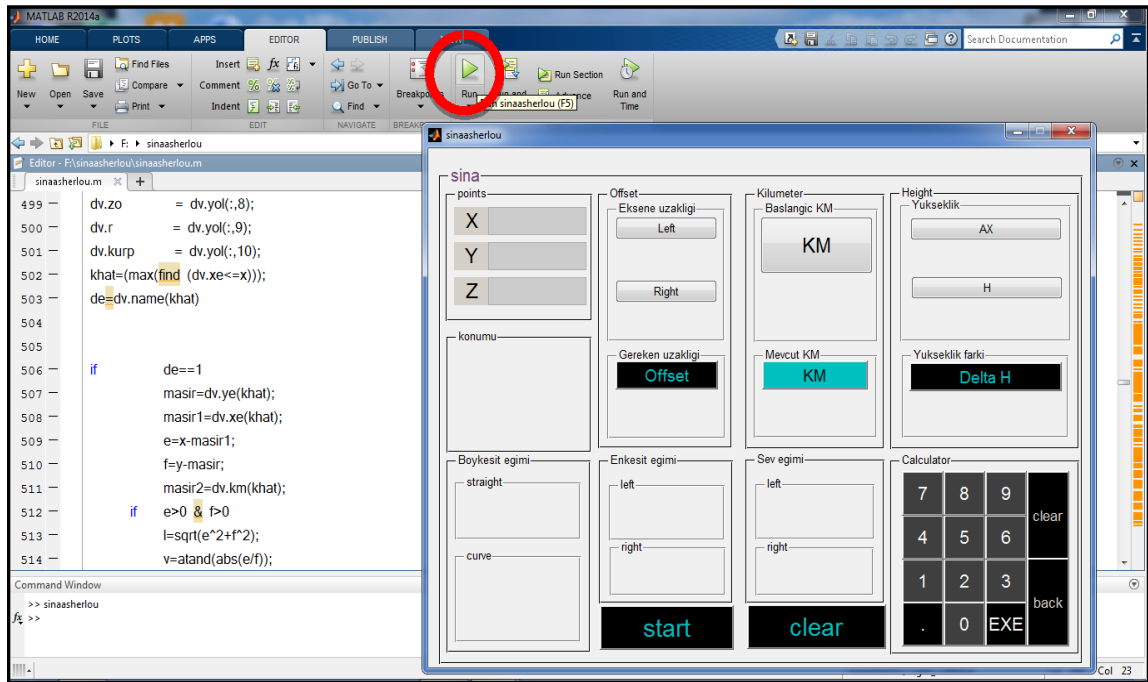 MATLAB R2014a
HOME PLOTS APPS EDITOR PUBLISH
Search Documentation
New Open Save
Find Files
Compare
Print
FILE
Insert fx
Comment
Indent
EDIT
Go To
Find
NAVIGATE
Run
Run sinaasherlou (F5)
Run Section
Run and Time
F: sinaasherlou
Editor - F:\sinaasherlou\sinaasherlou.m
sinaasherlou.m
499 dv.zo = dv.yol(:,8);
500 dv.r = dv.yol(:,9);
501 dv.kurp = dv.yol(:,10);
502 khat=(max(find (dv.xe<=x)));
503 de=dv.name(khat)
504
505
506 if de==1
507 masir=dv.ye(khat);
508 masir1=dv.xe(khat);
509 e=x-masir1;
510 f=y-masir;
511 masir2=dv.km(khat);
512 if e>0 & f>0
513 l=sqrt(e^2+f^2);
514 v=atand(abs(e/f));
Command Window
>> sinaasherlou
fx >>
Col 23
sinaasherlou
sina
points
X
Y
Z
konumu
Offset
Eksene uzakligi
Left
Right
Gereken uzakligi
Offset
Kilumeter
Baslangic KM
KM
Mevcut KM
KM
Height
Yukseklik
AX
H
Yukseklik farki
Delta H
Boykesit egimi
straight
curve
Enkesit egimi
left
right
Sev egimi
left
right
start
clear
Calculator
7 8 9 clear
4 5 6
1 2 3 back
. 0 EXE